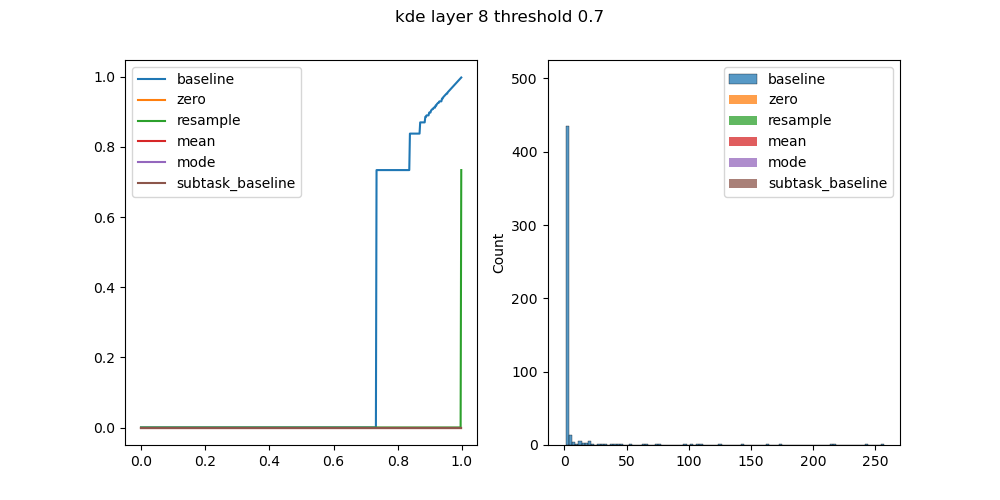 kde layer 8 threshold 0.7
1.0
0.8
0.6
0.4
0.2
0.0
0.0 0.2 0.4 0.6 0.8 1.0
baseline
zero
resample
mean
mode
subtask_baseline
Count
500
400
300
200
100
0
0 50 100 150 200 250
baseline
zero
resample
mean
mode
subtask_baseline